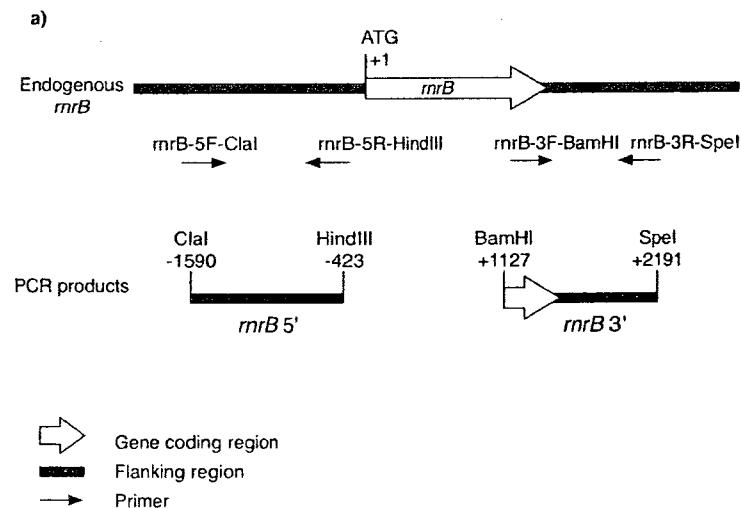 a)
ATG
+1
Endogenous
rnrB
rnrB
rnrB-5F-ClaI rnrB-5R-HindIII rnrB-3F-BamHI rnrB-3R-SpeI
ClaI HindIII BamHI SpeI
-1590 -423 +1127 +2191
PCR products
rnrB 5' rnrB 3'
Gene coding region
Flanking region
Primer